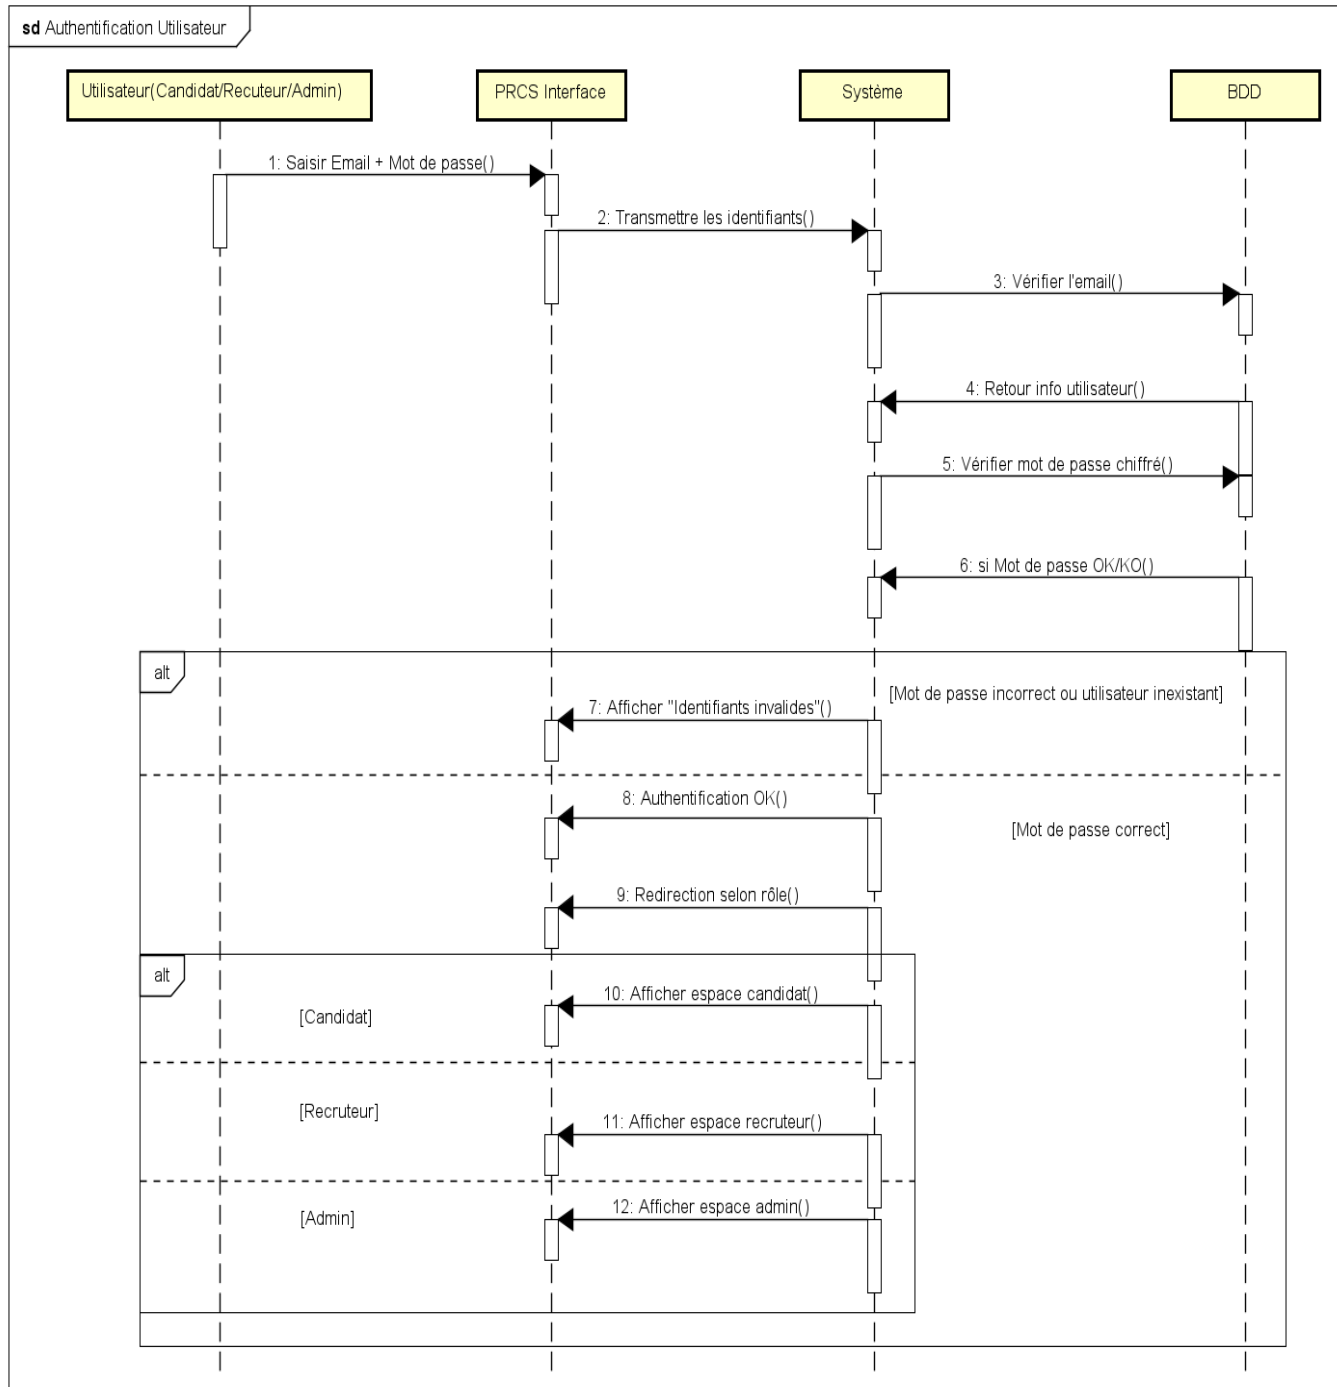 sd Authentification Utilisateur
Utilisateur(Candidat/Recuteur/Admin)
PRCS Interface
Système
BDD
1: Saisir Email + Mot de passe()
2: Transmettre les identifiants()
3: Vérifier l'email()
4: Retour info utilisateur()
5: Vérifier mot de passe chiffré()
6: si Mot de passe OK/KO()
alt
[Mot de passe incorrect ou utilisateur inexistant]
7: Afficher "Identifiants invalides"()
8: Authentification OK()
[Mot de passe correct]
9: Redirection selon rôle()
alt
10: Afficher espace candidat()
[Candidat]
[Recruteur]
11: Afficher espace recruteur()
12: Afficher espace admin()
[Admin]